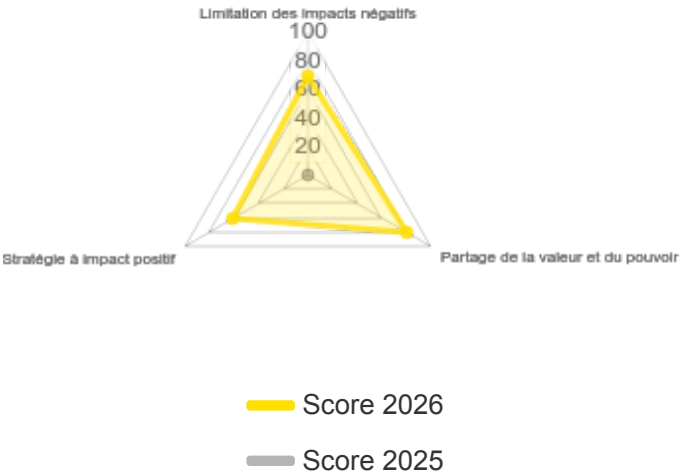 Limitation des impacts négatifs
100
80
60
40
20
Stratégie à impact positif
Partage de la valeur et du pouvoir
Score 2026
Score 2025